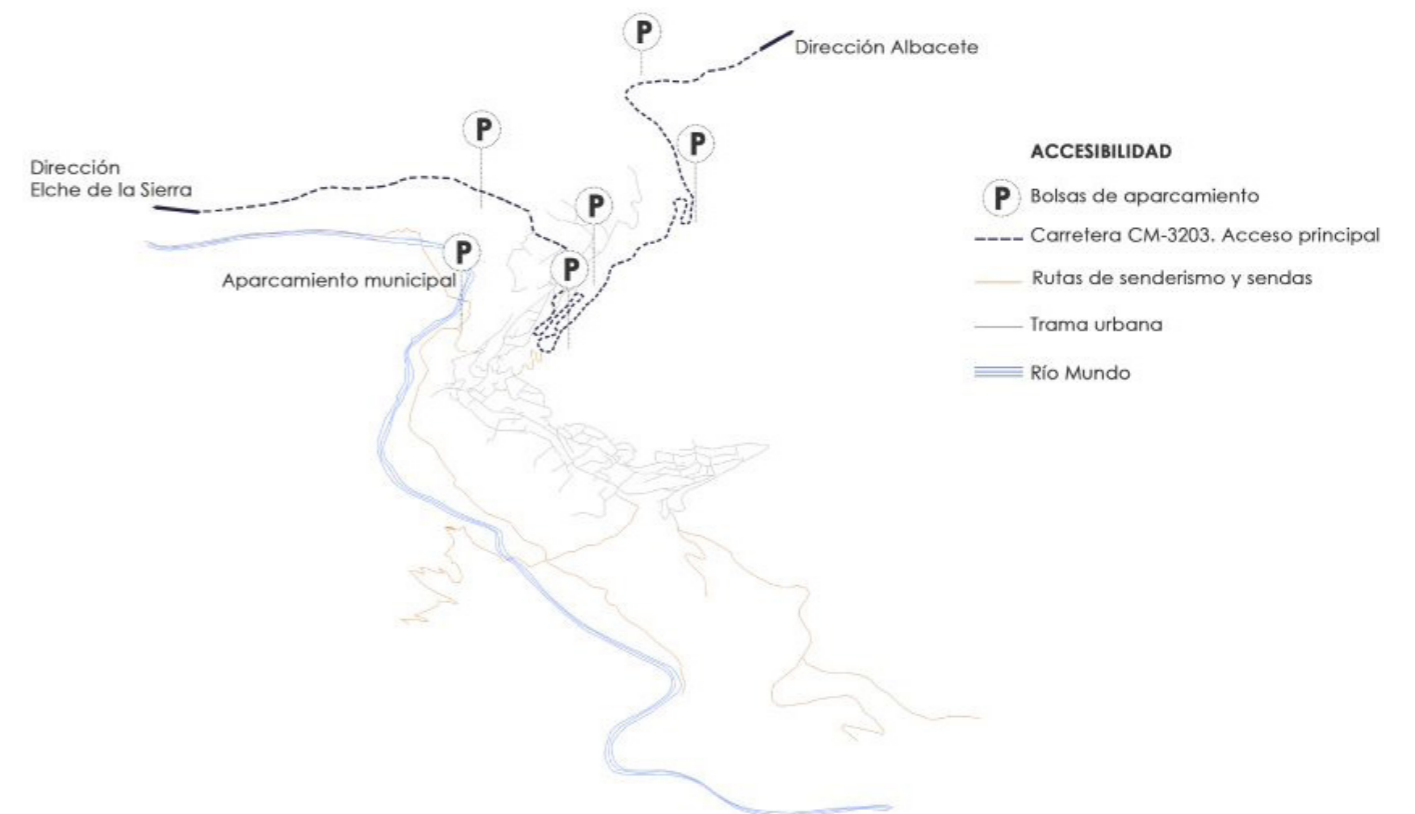 P
Dirección Albacete
P
P
Dirección
Elche de la Sierra
P
P
Aparcamiento municipal
P
ACCESIBILIDAD
P Bolsas de aparcamiento
Carretera CM-3203. Acceso principal
Rutas de senderismo y sendas
Trama urbana
Río Mundo